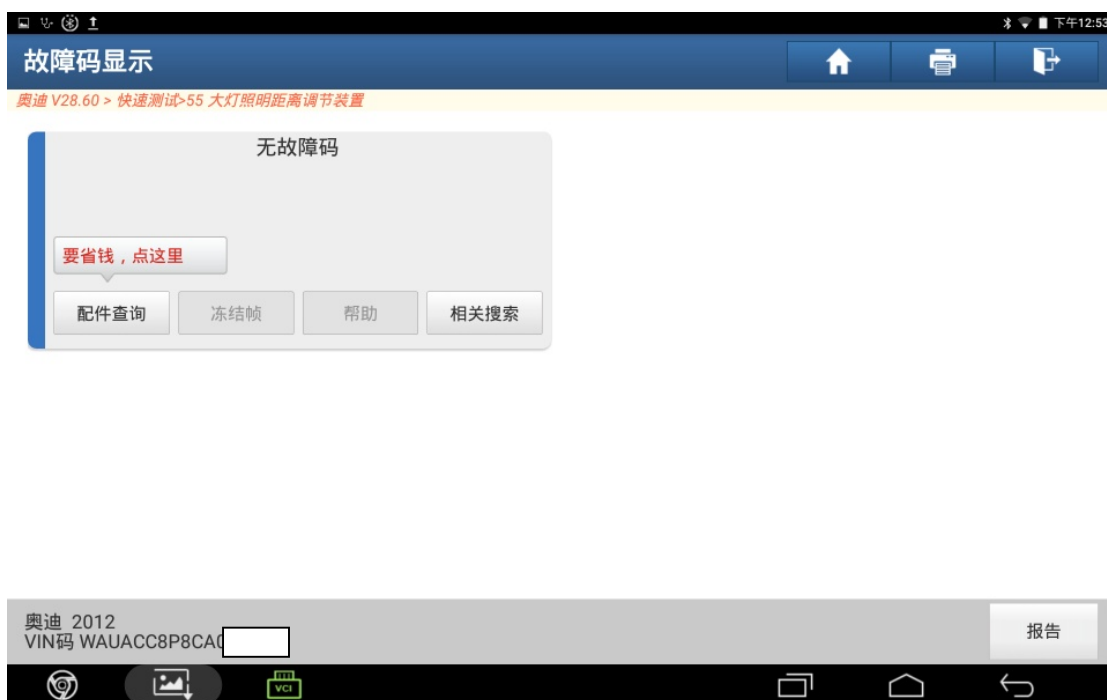 下午12:53
故障码显示
奥迪 V28.60 > 快速测试>55 大灯照明距离调节装置
无故障码
要省钱，点这里
配件查询 冻结帧 帮助 相关搜索
奥迪 2012
VIN码 WAUACC8P8CA
报告
VCI